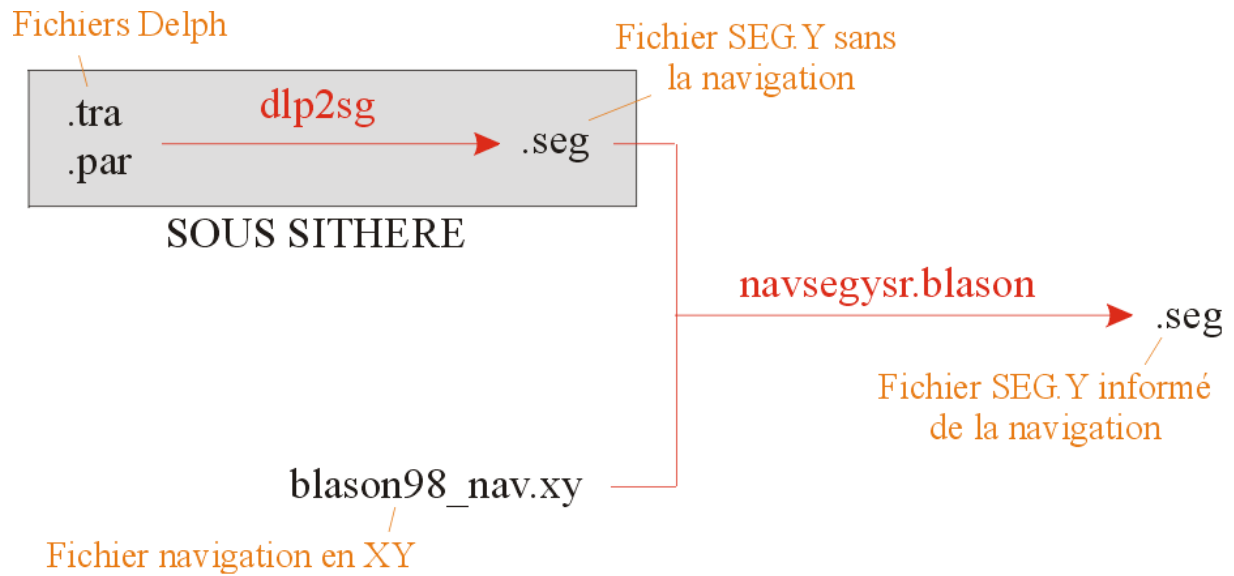 Fichiers Delph
Fichier SEG.Y sans
la navigation
.tra
.par
dlp2sg
.seg
SOUS SITHERE
navsegysr.blason
.seg
Fichier SEG.Y informé
de la navigation
blason98_nav.xy
Fichier navigation en XY